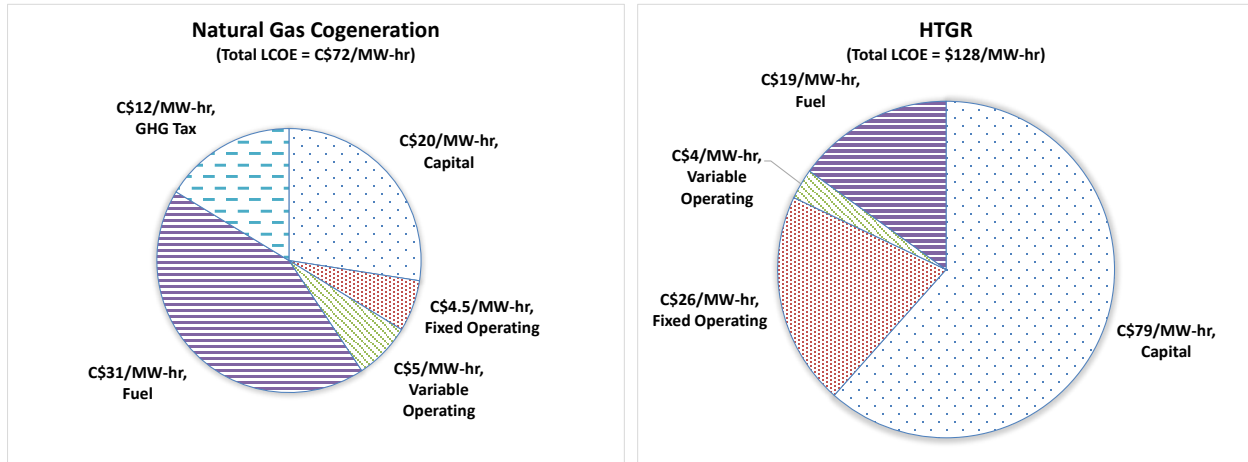 Natural Gas Cogeneration
(Total LCOE = C$72/MW-hr)
C$12/MW-hr,
GHG Tax
C$20/MW-hr,
Capital
C$4.5/MW-hr,
Fixed Operating
C$5/MW-hr,
Variable
Operating
C$31/MW-hr,
Fuel
HTGR
(Total LCOE = $128/MW-hr)
C$19/MW-hr,
Fuel
C$4/MW-hr,
Variable
Operating
C$26/MW-hr,
Fixed Operating
C$79/MW-hr,
Capital